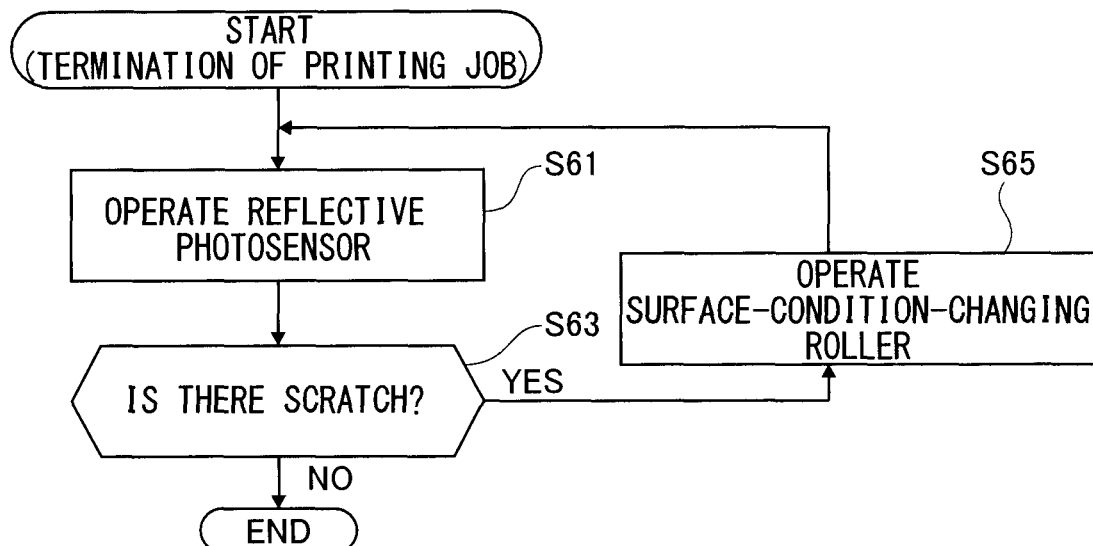 START
(TERMINATION OF PRINTING JOB)
S61
OPERATE REFLECTIVE
PHOTOSENSOR
S65
OPERATE
SURFACE-CONDITION-CHANGING
ROLLER
S63
IS THERE SCRATCH?
YES
NO
END